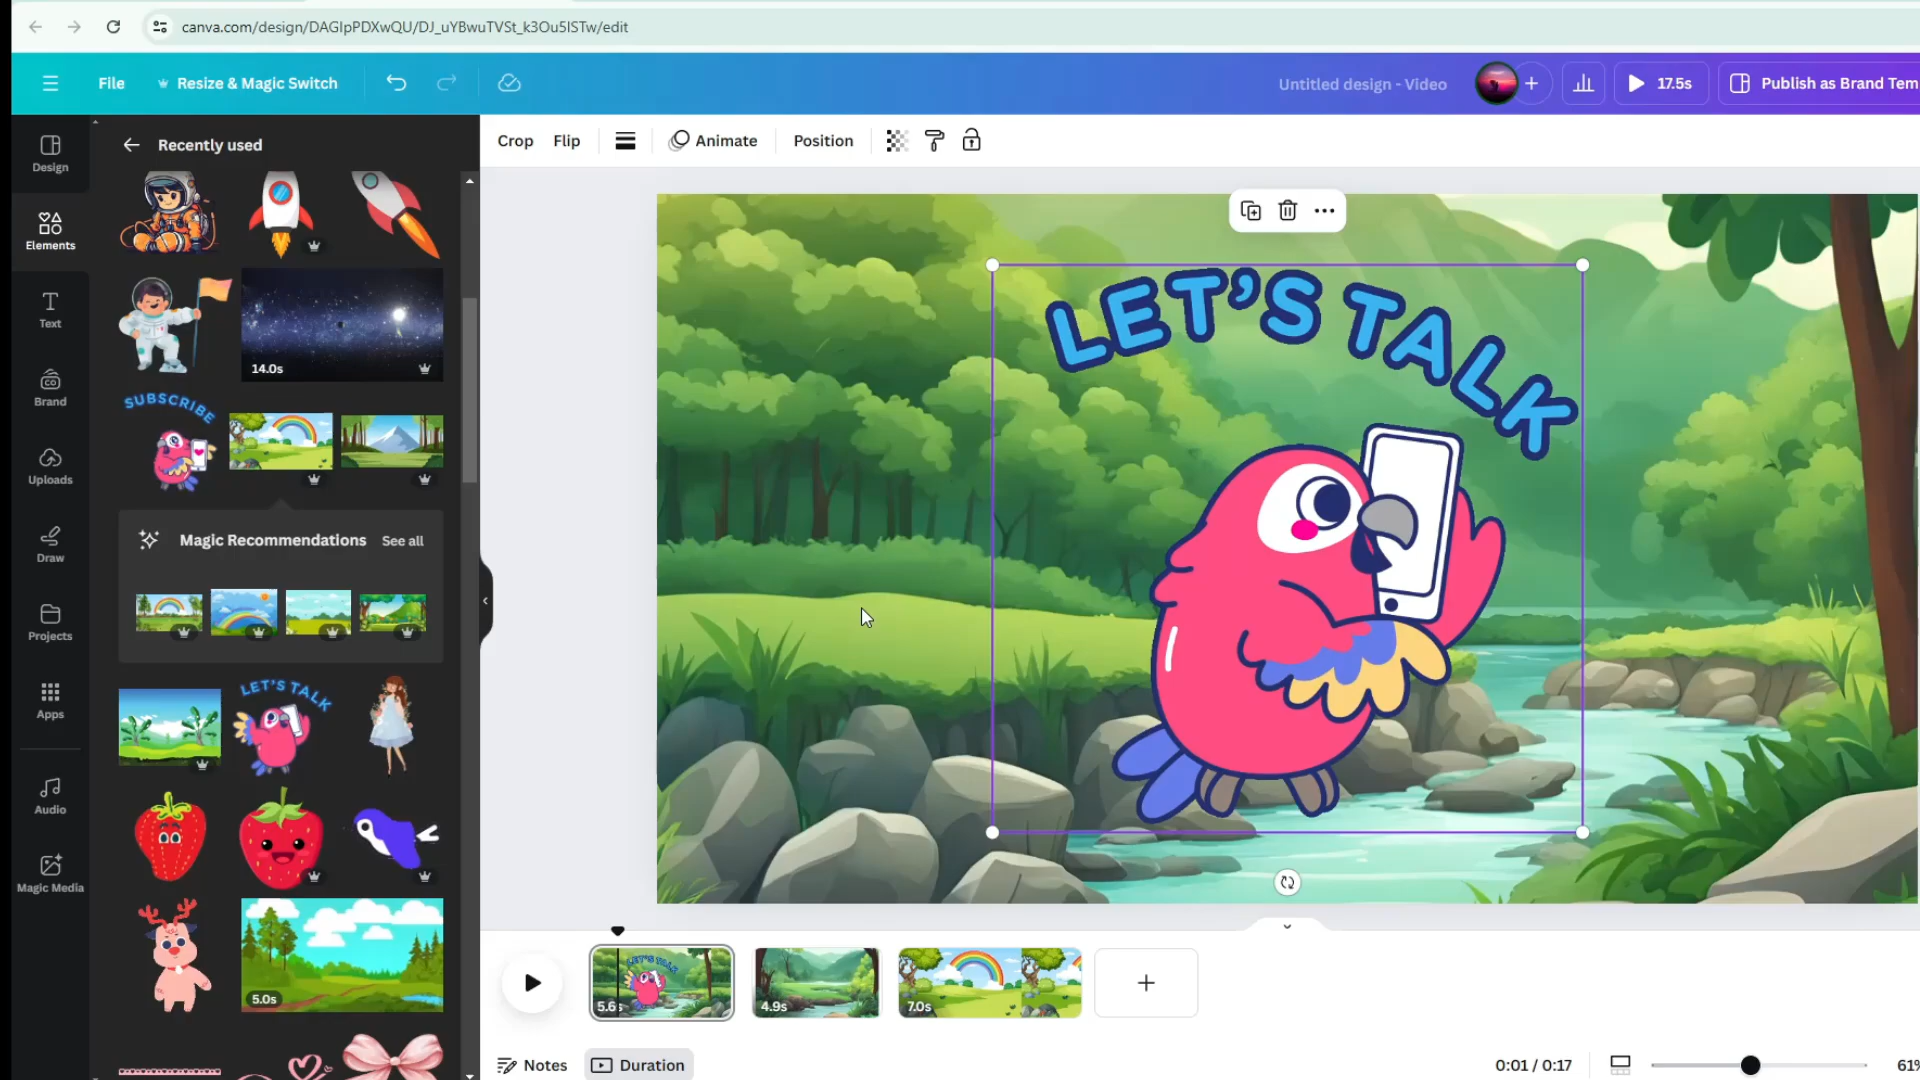 canva.com/design/DAGIpPDXwQU/DJ_uYBwuTVSt_k3Ou5ISTw/edit
File
Resize & Magic Switch
Untitled design - Video
17.5s
Publish as Brand Tem
Design
Elements
Text
Brand
Uploads
Draw
Projects
Apps
Audio
Magic Media
Recently used
14.0s
SUBSCRIBE
Magic Recommendations
See all
LET'S TALK
5.0s
Crop
Flip
Animate
Position
LET'S TALK
LET'S TALK
5.6s
4.9s
7.0s
Notes
Duration
0:01 / 0:17
61%